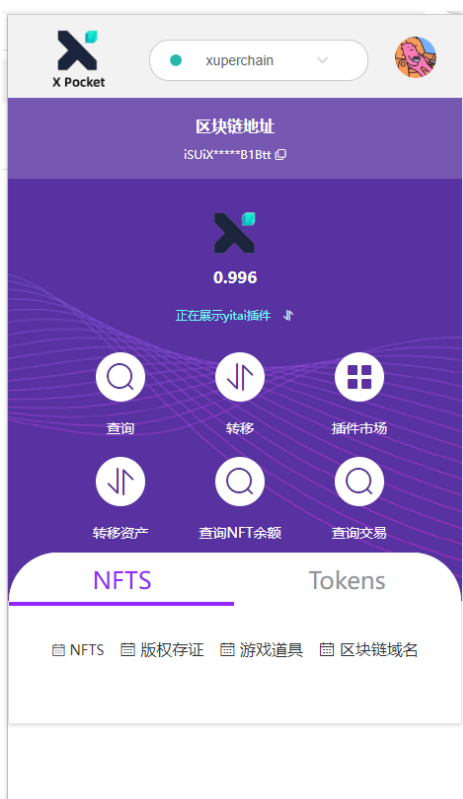 X Pocket
xuperchain
区块链地址
iSUiX*****B1Btt
0.996
正在展示yitai插件
查询 转移 插件市场
转移资产 查询NFT余额 查询交易
NFTS Tokens
NFTS 版权存证 游戏道具 区块链域名